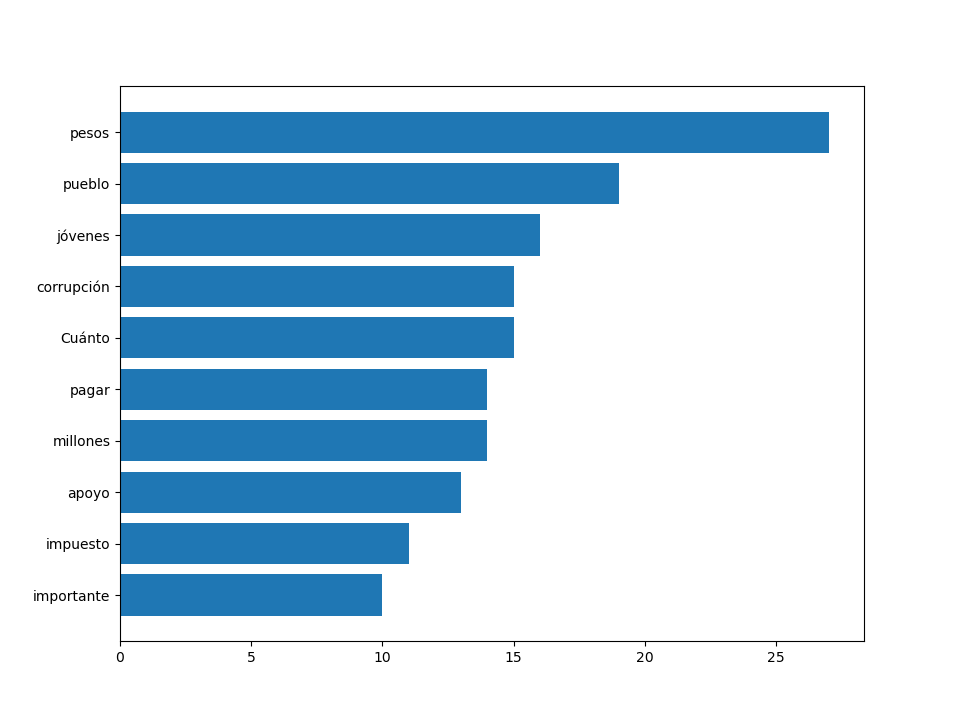 pesos
pueblo
jóvenes
corrupción
Cuánto
pagar
millones
apoyo
impuesto
importante
0 5 10 15 20 25